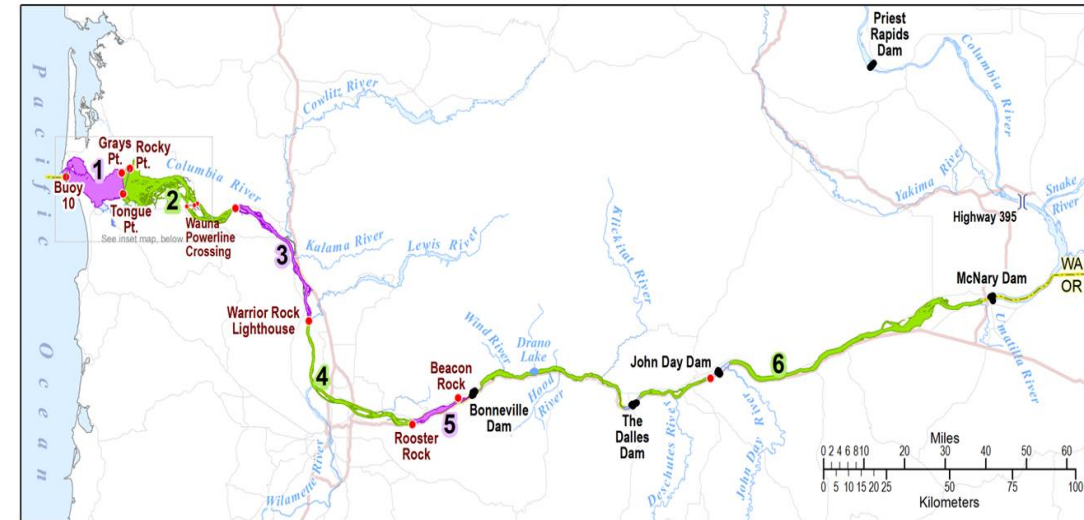 Pacific
Ocean
Priest
Rapids
Dam
Columbia
River
Cowlitz River
Grays
Pt.
Rocky
Pt.
1
Buoy
10
Tongue
Pt.
2
Columbia River
Wauna
Powerline
Crossing
See inset map, below
Yakima River
Snake
River
Highway 395
3
Kalama River
Lewis River
Klickitat River
McNary Dam
WA
OR
Warrior Rock
Lighthouse
Umatilla River
4
Wind River
Drano
Lake
Hood
River
John Day Dam
6
Beacon
Rock
Bonneville
Dam
5
Rooster
Rock
The
Dalles
Dam
Deschutes River
John Day River
Wilamette River
Miles
0 2 4 6 8 10 20 30 40 50 60
0 5 10 15 20 25 50 75 100
Kilometers